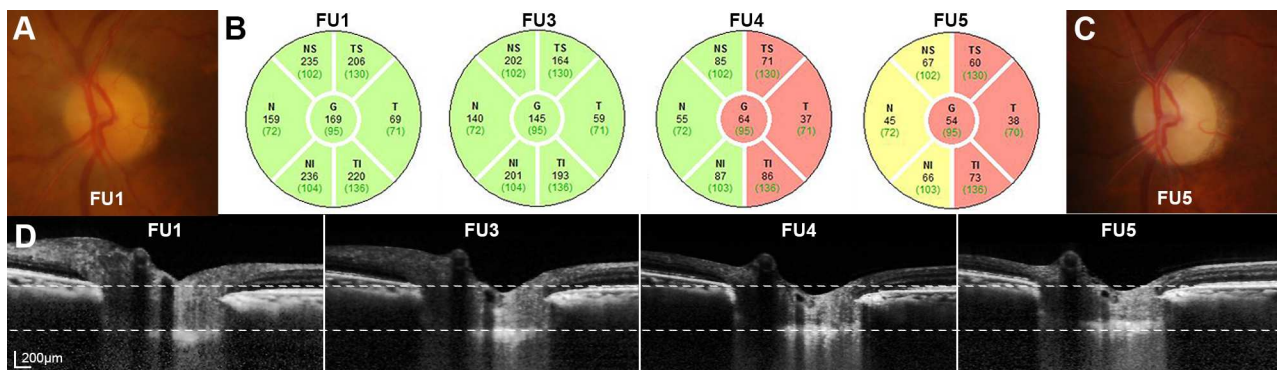 A
FU1
B
FU1
NS
235
(102)
TS
206
(130)
N
159
(72)
G
169
(95)
T
69
(71)
NI
236
(104)
TI
220
(136)
FU3
NS
202
(102)
TS
164
(130)
N
140
(72)
G
145
(95)
T
59
(71)
NI
201
(104)
TI
193
(136)
FU4
NS
85
(102)
TS
71
(130)
N
55
(72)
G
64
(95)
T
37
(71)
NI
87
(103)
TI
86
(136)
FU5
NS
67
(102)
TS
60
(130)
N
45
(72)
G
54
(95)
T
38
(70)
NI
66
(103)
TI
73
(136)
C
FU5
D
FU1
200µm
FU3
FU4
FU5